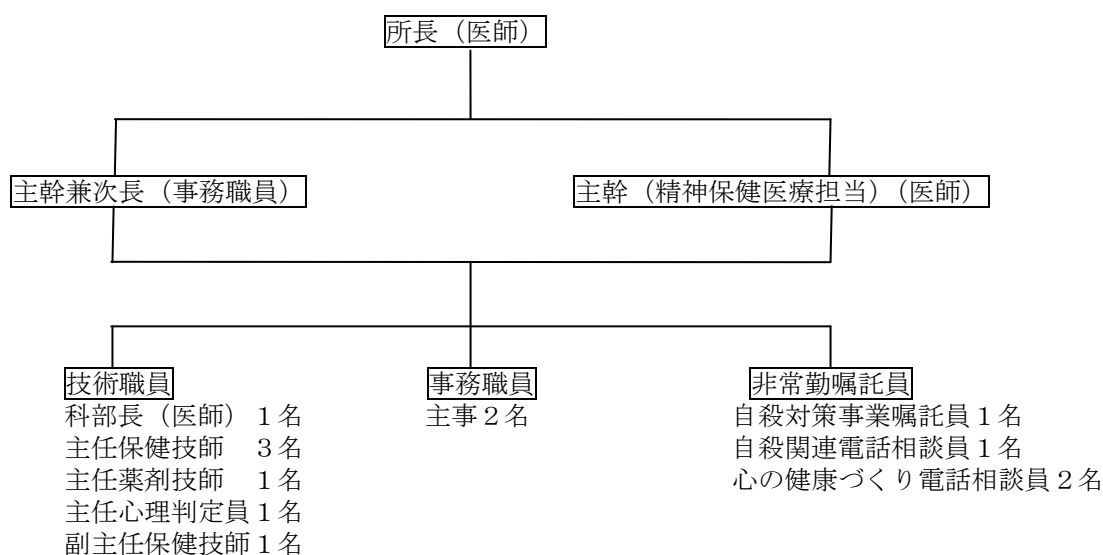 所長（医師）
主幹兼次長（事務職員）
主幹（精神保健医療担当）（医師）
技術職員
科部長（医師）１名
主任保健技師　３名
主任薬剤技師　１名
主任心理判定員１名
副主任保健技師１名
事務職員
主事２名
非常勤嘱託員
自殺対策事業嘱託員１名
自殺関連電話相談員１名
心の健康づくり電話相談員２名